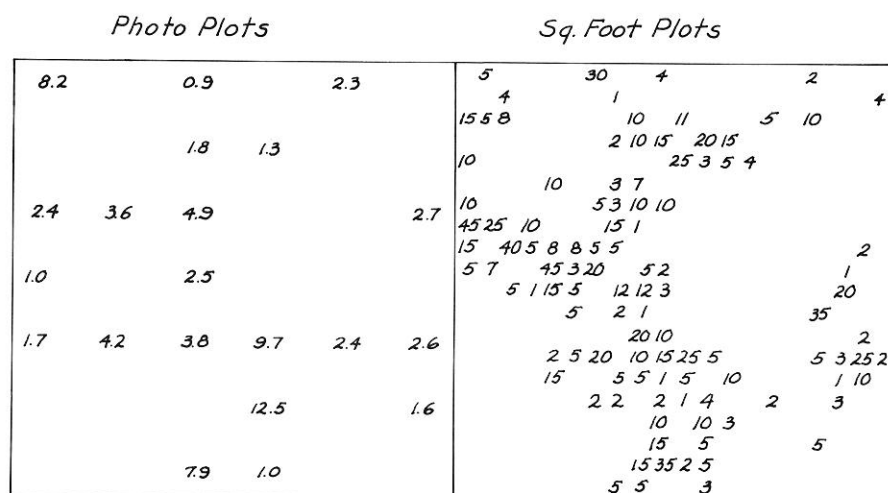 Photo Plots
8.2 0.9 2.3
1.8 1.3
2.4 3.6 4.9 2.7
1.0 2.5
1.7 4.2 3.8 9.7 2.4 2.6
12.5 1.6
7.9 1.0
Sq. Foot Plots
5 30 4 2
4 1 4
15 5 8 10 11 5 10
2 10 15 20 15
10 25 3 5 4
10 3 7
10 5 3 10 10
45 25 10 15 1
15 40 5 8 8 5 5 2
5 7 45 3 20 5 2 1
5 1 15 5 12 12 3 20
5 2 1 35
20 10 2
2 5 20 10 15 25 5 5 3 25 2
15 5 5 1 5 10 1 10
2 2 2 1 4 2 3
10 10 3
15 5 5
15 35 2 5
5 5 3